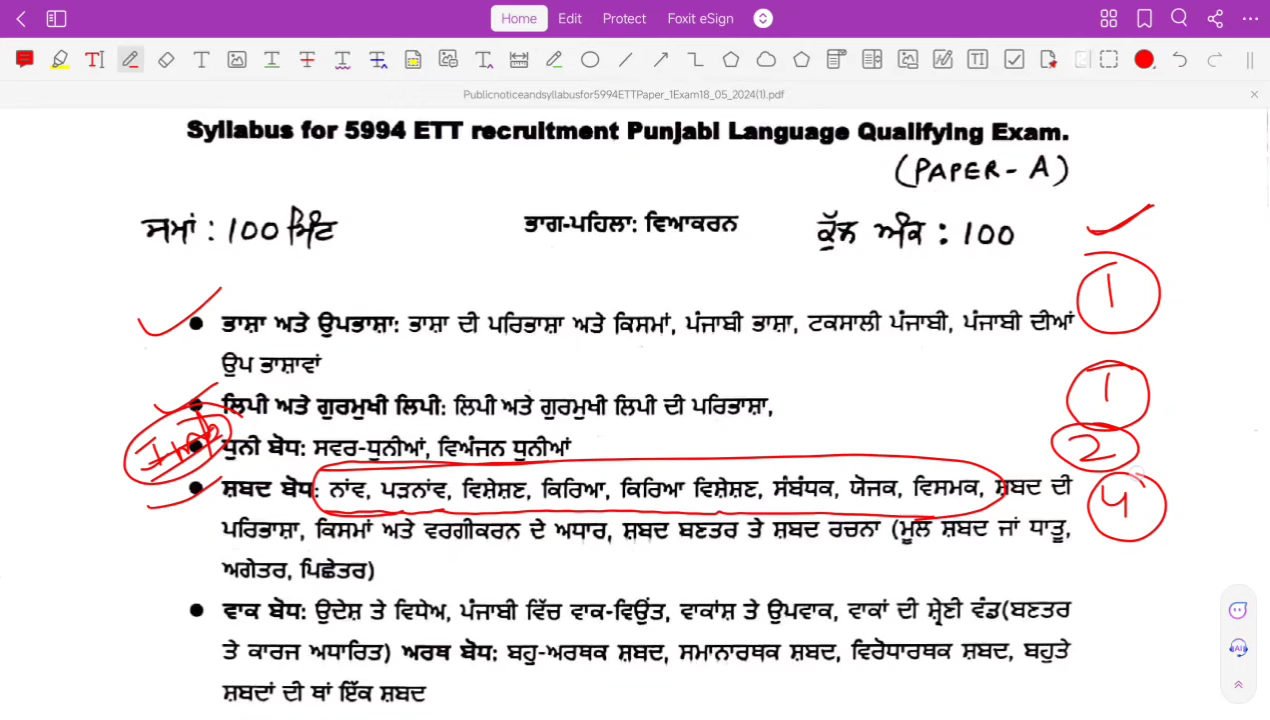 Home Edit Protect Foxit eSign
Publicnoticeandsyllabusfor5994ETTPaper_1Exam18_05_2024(1).pdf
Syllabus for 5994 ETT recruitment Punjabi Language Qualifying Exam.
(PAPER - A)
ਸਮਾਂ : 100 ਮਿੰਟ ਭਾਗ-ਪਹਿਲਾ: ਵਿਆਕਰਨ ਕੁੱਲ ਅੰਕ : 100
1
● ਭਾਸ਼ਾ ਅਤੇ ਉਪਭਾਸ਼ਾ: ਭਾਸ਼ਾ ਦੀ ਪਰਿਭਾਸ਼ਾ ਅਤੇ ਕਿਸਮਾਂ, ਪੰਜਾਬੀ ਭਾਸ਼ਾ, ਟਕਸਾਲੀ ਪੰਜਾਬੀ, ਪੰਜਾਬੀ ਦੀਆਂ
ਉਪ ਭਾਸ਼ਾਵਾਂ
● ਲਿਪੀ ਅਤੇ ਗੁਰਮੁਖੀ ਲਿਪੀ: ਲਿਪੀ ਅਤੇ ਗੁਰਮੁਖੀ ਲਿਪੀ ਦੀ ਪਰਿਭਾਸ਼ਾ, 1
Imp ● ਧੁਨੀ ਬੋਧ: ਸਵਰ-ਧੁਨੀਆਂ, ਵਿਅੰਜਨ ਧੁਨੀਆਂ 2
● ਸ਼ਬਦ ਬੋਧ: ਨਾਂਵ, ਪੜਨਾਂਵ, ਵਿਸ਼ੇਸ਼ਣ, ਕਿਰਿਆ, ਕਿਰਿਆ ਵਿਸ਼ੇਸ਼ਣ, ਸੰਬੰਧਕ, ਯੋਜਕ, ਵਿਸਮਕ, ਸ਼ਬਦ ਦੀ 4
ਪਰਿਭਾਸ਼ਾ, ਕਿਸਮਾਂ ਅਤੇ ਵਰਗੀਕਰਨ ਦੇ ਅਧਾਰ, ਸ਼ਬਦ ਬਣਤਰ ਤੇ ਸ਼ਬਦ ਰਚਨਾ (ਮੂਲ ਸ਼ਬਦ ਜਾਂ ਧਾਤੂ,
ਅਗੇਤਰ, ਪਿਛੇਤਰ)
● ਵਾਕ ਬੋਧ: ਉਦੇਸ਼ ਤੇ ਵਿਧੇਅ, ਪੰਜਾਬੀ ਵਿੱਚ ਵਾਕ-ਵਿਉਂਤ, ਵਾਕਾਂਸ਼ ਤੇ ਉਪਵਾਕ, ਵਾਕਾਂ ਦੀ ਸ਼੍ਰੇਣੀ ਵੰਡ(ਬਣਤਰ
ਤੇ ਕਾਰਜ ਅਧਾਰਿਤ) ਅਰਥ ਬੋਧ: ਬਹੁ-ਅਰਥਕ ਸ਼ਬਦ, ਸਮਾਨਾਰਥਕ ਸ਼ਬਦ, ਵਿਰੋਧਾਰਥਕ ਸ਼ਬਦ, ਬਹੁਤੇ
ਸ਼ਬਦਾਂ ਦੀ ਥਾਂ ਇੱਕ ਸ਼ਬਦ